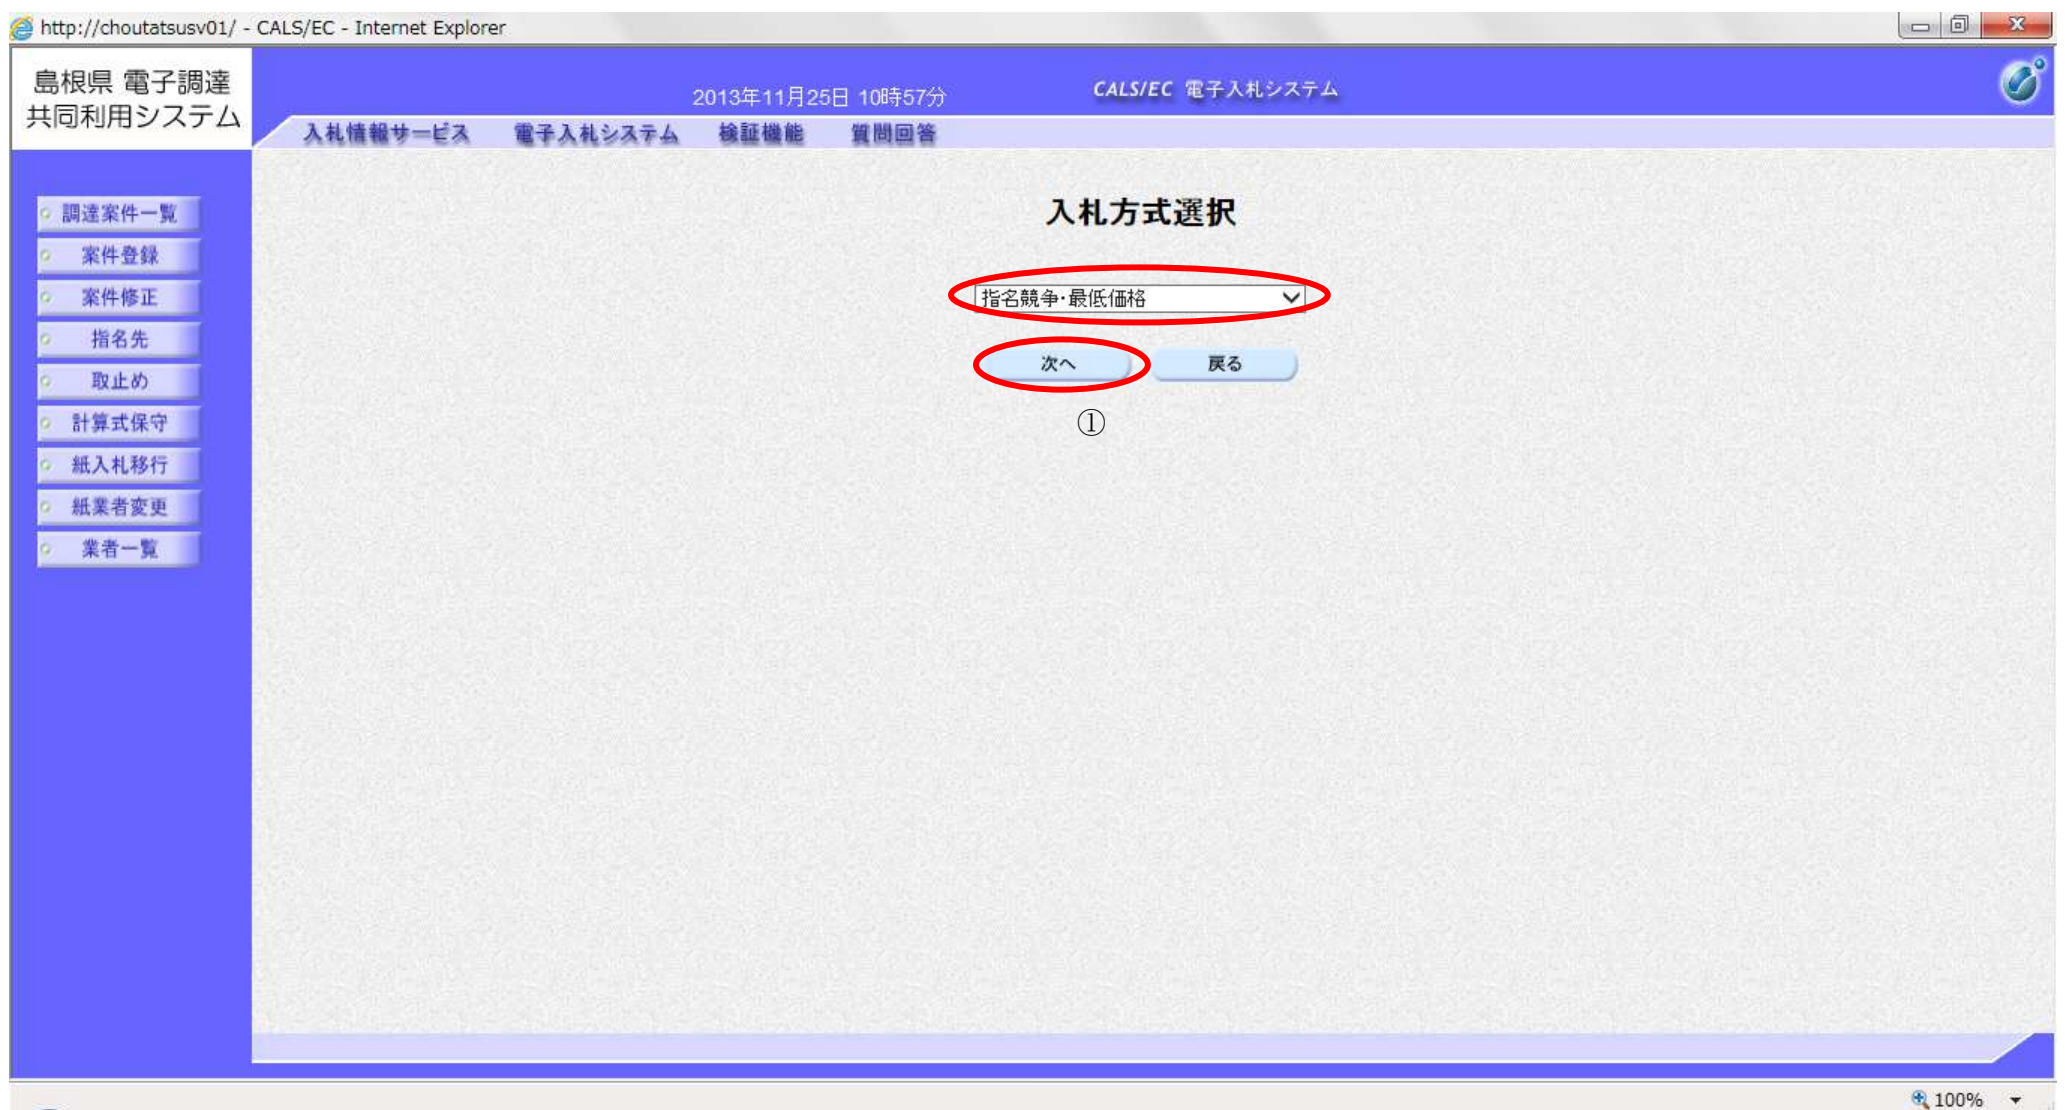 http://choutatsusv01/ - CALS/EC - Internet Explorer
島根県 電子調達
共同利用システム
2013年11月25日 10時57分
CALS/EC 電子入札システム
入札情報サービス 電子入札システム 検証機能 質問回答
調達案件一覧
案件登録
案件修正
指名先
取止め
計算式保守
紙入札移行
紙業者変更
業者一覧
入札方式選択
指名競争・最低価格
次へ 戻る
①
100%